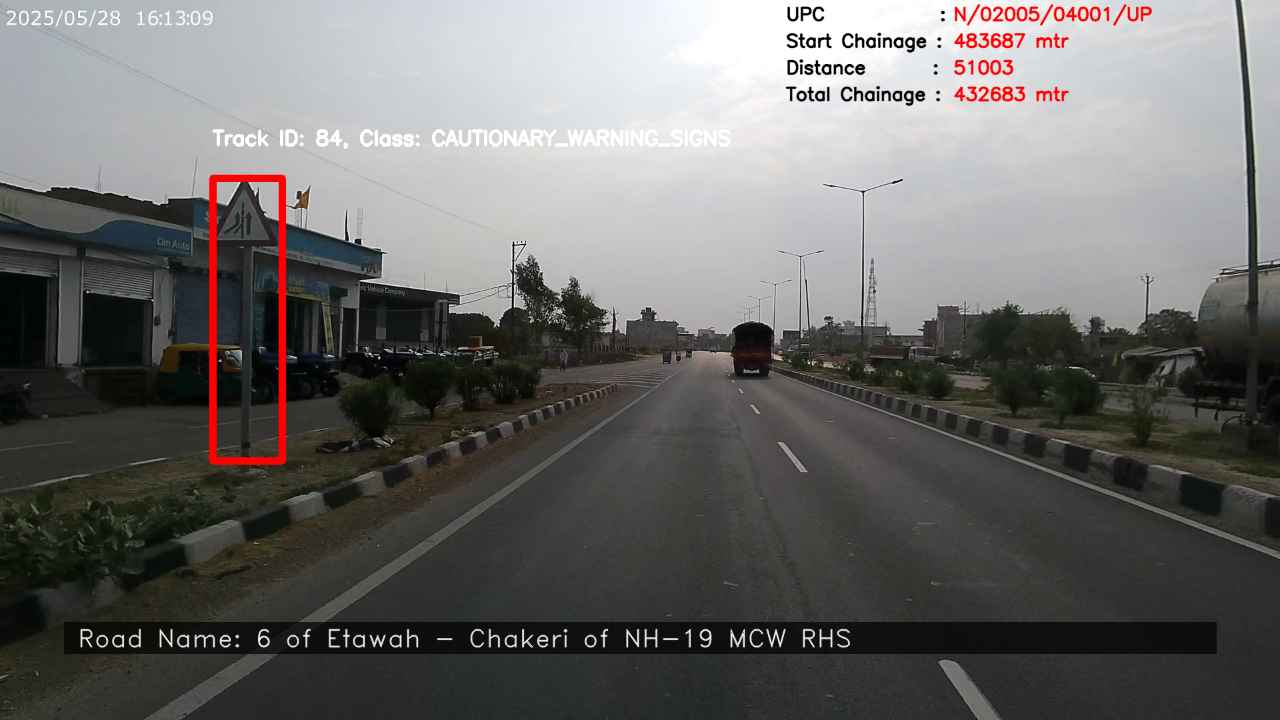 2025/05/28 16:13:09
UPC : N/02005/04001/UP
Start Chainage : 483687 mtr
Distance : 51003
Total Chainage : 432683 mtr
Track ID: 84, Class: CAUTIONARY_WARNING_SIGNS
Road Name: 6 of Etawah - Chakeri of NH-19 MCW RHS